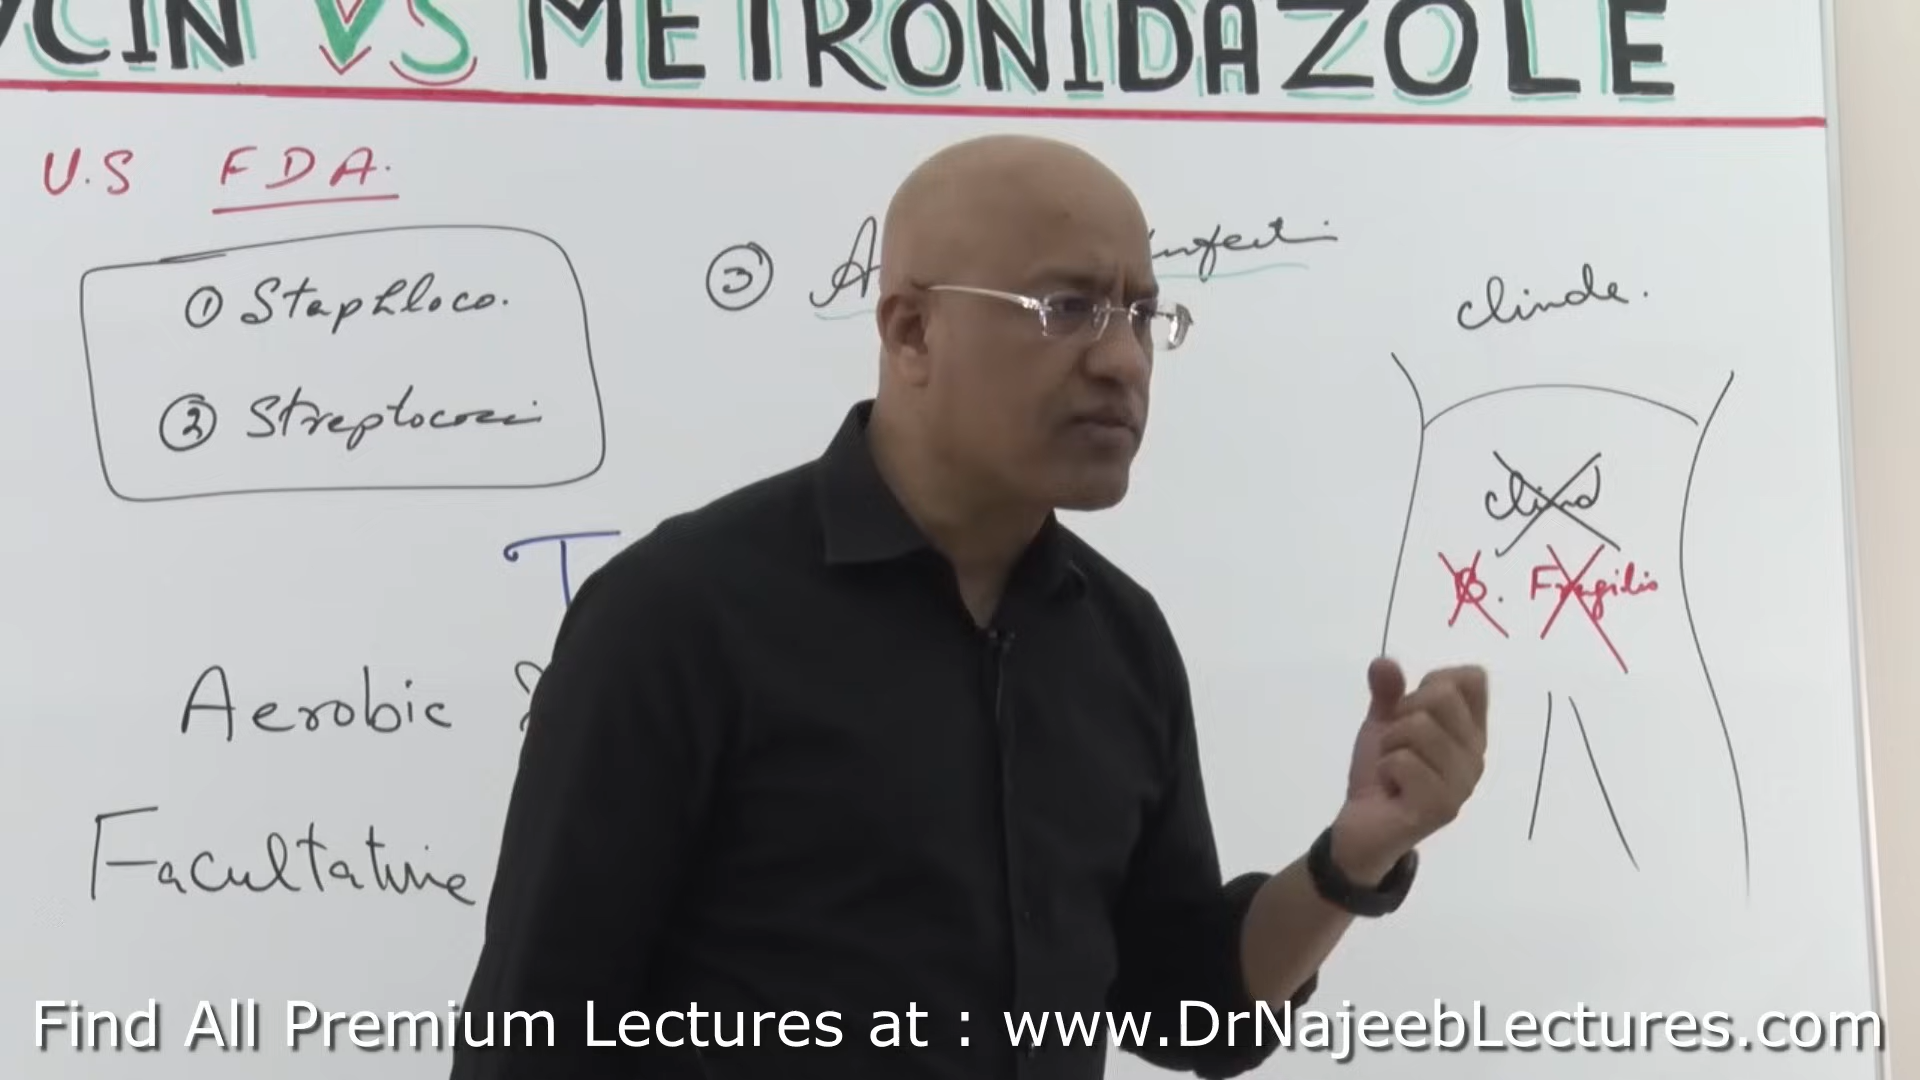 YCIN VS METRONIDAZOLE
U.S FDA.
① Staphloco.
② Streptococci
③ A infecti
clinda.
clind
B. Fragilis
T
Aerobic
Facultative
Find All Premium Lectures at : www.DrNajeebLectures.com